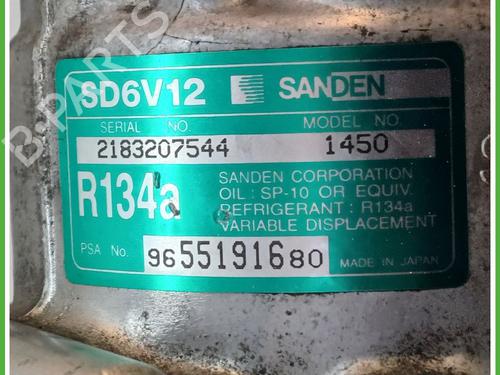 SD6V12 SANDEN
SERIAL NO. MODEL NO.
2183207544 1450
R134a
SANDEN CORPORATION
OIL : SP-10 OR EQUIV.
REFRIGERANT : R134a
VARIABLE DISPLACEMENT
PSA No. 9655191680 MADE IN JAPAN
B-PARTS